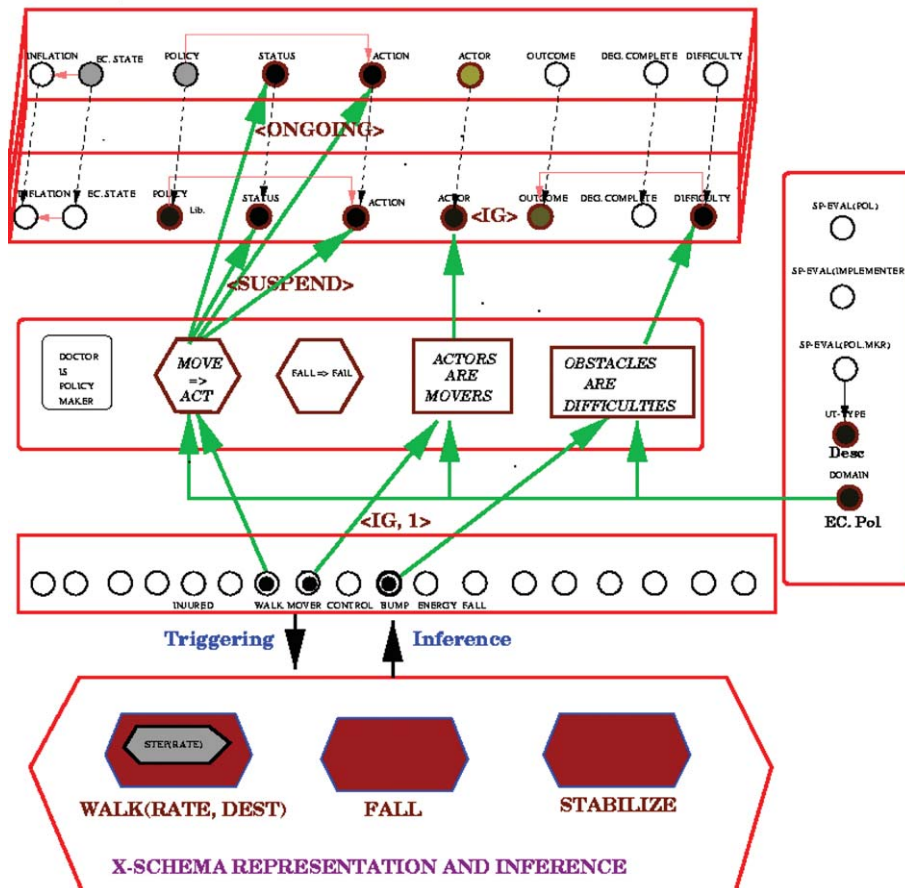 INFLATION EC. STATE POLICY STATUS ACTION ACTOR OUTCOME DEG. COMPLETE DIFFICULTY
<ONGOING>
INFLATION EC. STATE POLICY STATUS ACTION ACTOR OUTCOME DEG. COMPLETE DIFFICULTY
Lib.
<IG>
SP-EVAL(POL)
<SUSPEND>
SP-EVAL(IMPLEMENTER
SP-EVAL(POL.MKR)
DOCTOR
IS
POLICY
MAKER
MOVE
=>
ACT
FALL => FAIL
ACTORS
ARE
MOVERS
OBSTACLES
ARE
DIFFICULTIES
UT-TYPE
Desc
DOMAIN
EC. Pol
<IG, 1>
INJURED WALK MOVER CONTROL BUMP ENERGY FALL
Triggering Inference
STEP(RATE)
WALK(RATE, DEST) FALL STABILIZE
X-SCHEMA REPRESENTATION AND INFERENCE